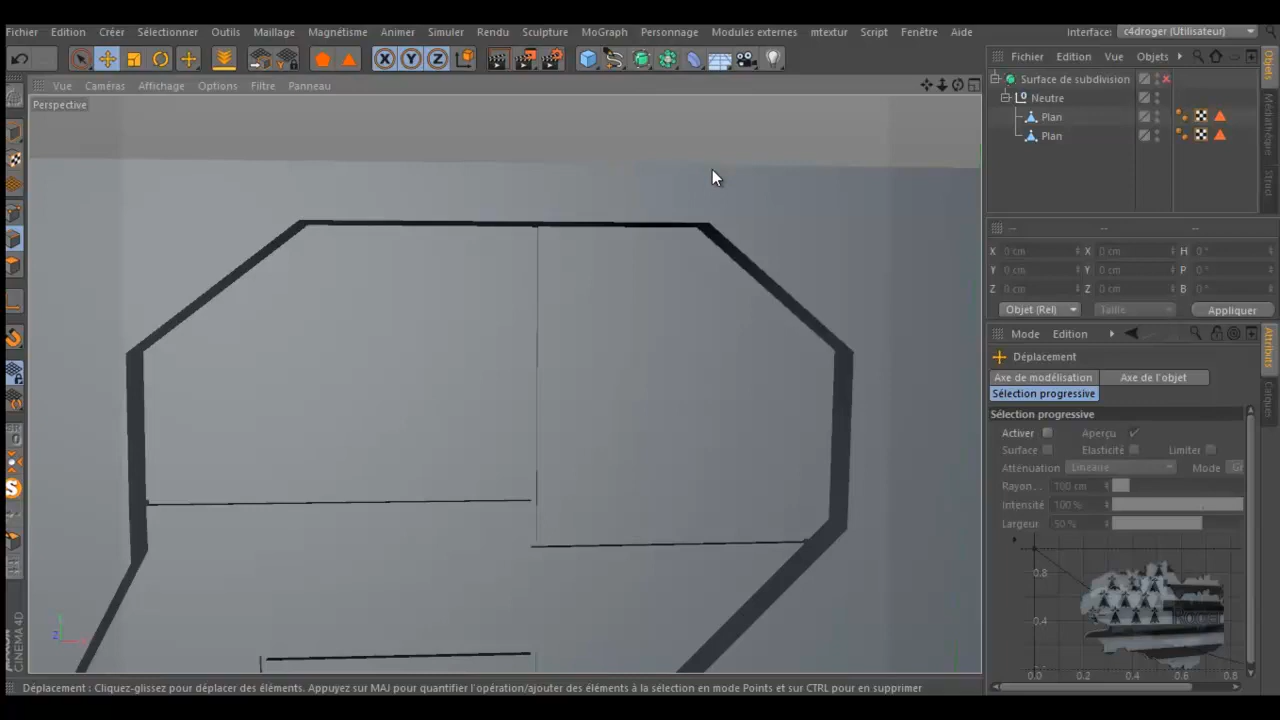 Fichier Edition Créer Sélectionner Outils Maillage Magnétisme Animer Simuler Rendu Sculpture MoGraph Personnage Modules externes mtextur Script Fenêtre Aide Interface: c4droger (Utilisateur)
X Y Z Fichier Edition Objets
Vue Caméras Affichage Options Filtre Panneau Surface de subdivision
Perspective Neutre
Plan
Plan
X 0 cm X 0 cm H 0°
Y 0 cm Y 0 cm P 0°
Z 0 cm Z 0 cm B 0°
Objet (Rel) Taille Appliquer
Mode Edition
Déplacement
Axe de modélisation Axe de l'objet
Sélection progressive
Sélection progressive
Activer Aperçu
Surface Elasticité Limiter
Atténuation Linéaire Mode
Rayon... 100 cm
Intensité 100 %
Largeur 50 %
0.8
0.4
0.0 0.2 0.4 0.6 0.8
Objets
Médiathèque
Struct
Attributs
Calques
CINEMA 4D
Z
Déplacement : Cliquez-glissez pour déplacer des éléments. Appuyez sur MAJ pour quantifier l'opération/ajouter des éléments à la sélection en mode Points et sur CTRL pour en supprimer